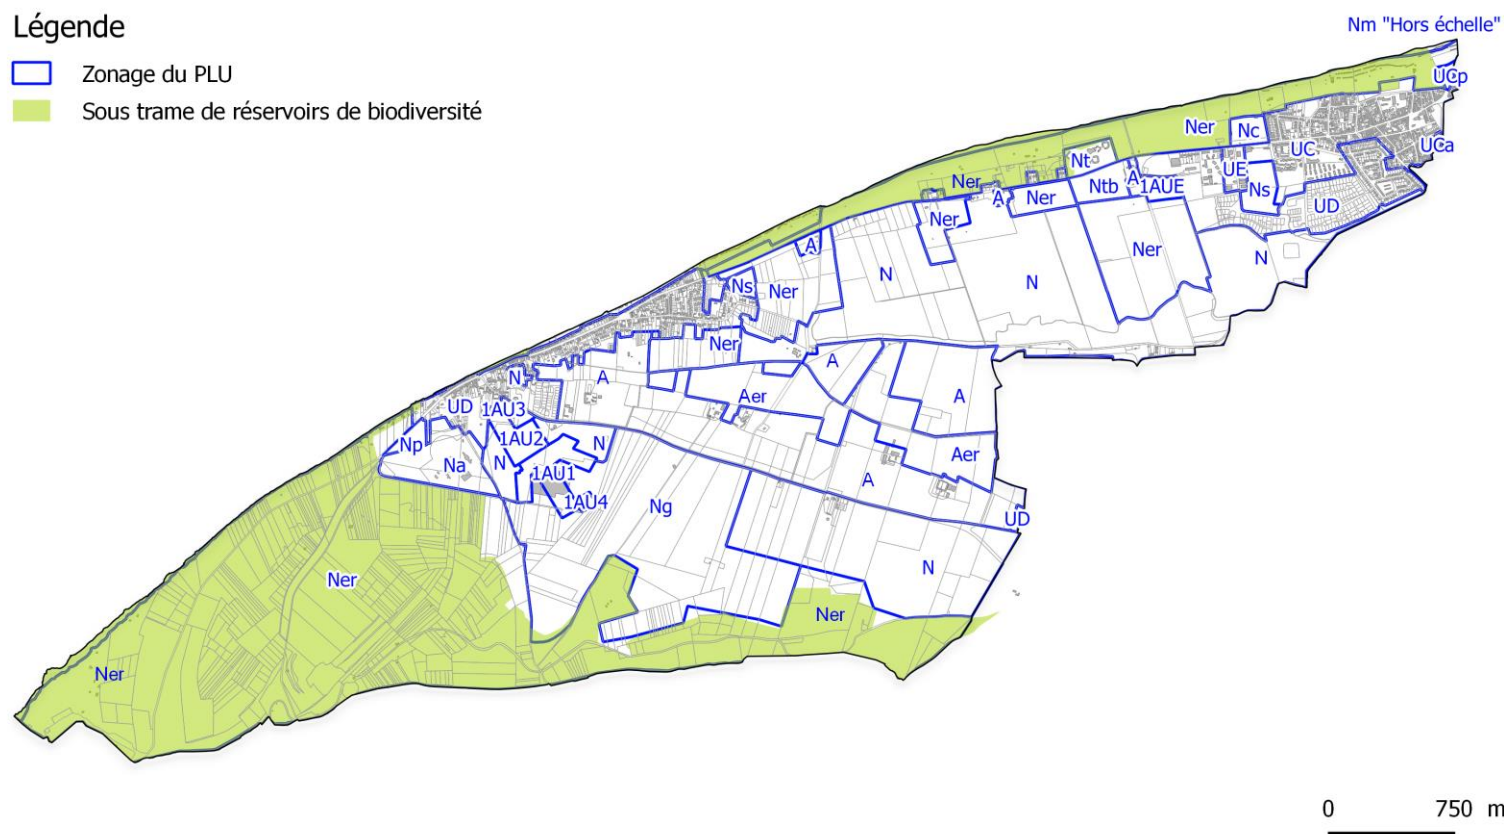 Légende
Zonage du PLU
Sous trame de réservoirs de biodiversité
Nm "Hors échelle"
UCp
Ner
Nc
UC
UCa
Nt
UE
Ner
Ntb
A
1AUE
Ns
A
Ner
UD
Ner
Ner
A
N
N
N
Ns
Ner
Ner
A
N
A
Aer
A
UD
1AU3
Np
1AU2
N
Na
N
Aer
1AU1
A
1AU4
Ng
UD
N
Ner
Ner
Ner
0 750 m